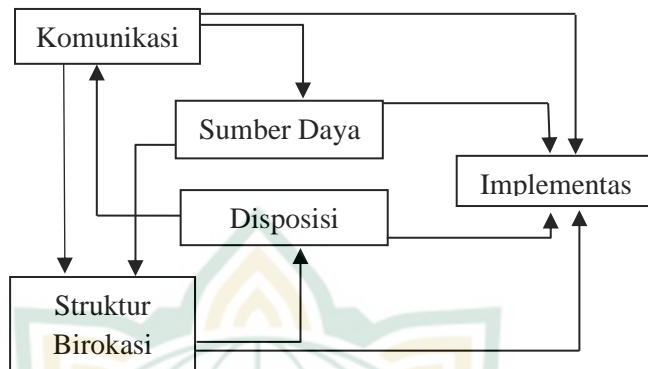 Komunikasi
Sumber Daya
Implementas
Disposisi
Struktur
Birokasi